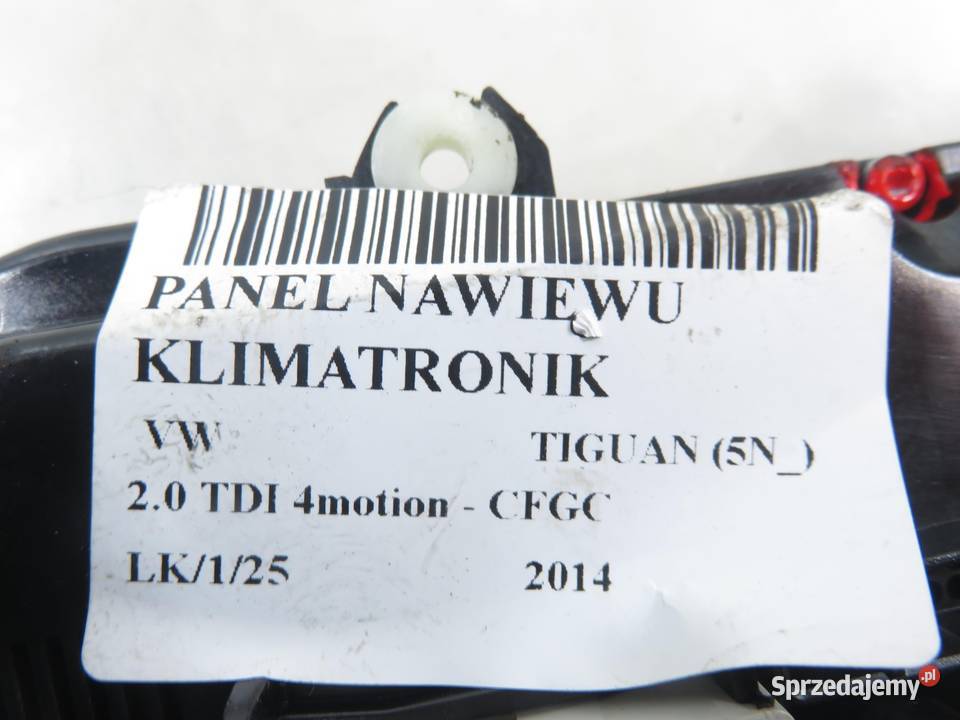 PANEL NAWIEWU
KLIMATRONIK
VW TIGUAN (5N_)
2.0 TDI 4motion - CFGC
LK/1/25 2014
Sprzedajemy.pl